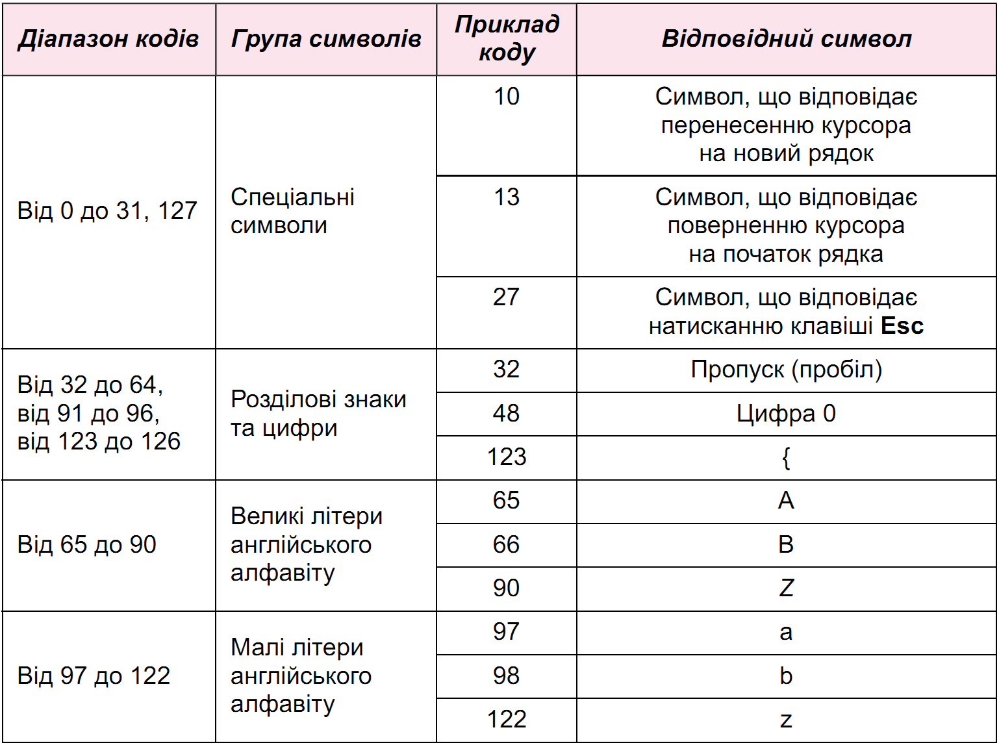 Діапазон кодів
Група символів
Приклад
коду
Відповідний символ
Від 0 до 31, 127
Спеціальні
символи
10
Символ, що відповідає
перенесенню курсора
на новий рядок
13
Символ, що відповідає
поверненню курсора
на початок рядка
27
Символ, що відповідає
натисканню клавіші Esc
Від 32 до 64,
від 91 до 96,
від 123 до 126
Розділові знаки
та цифри
32
Пропуск (пробіл)
48
Цифра 0
123
{
Від 65 до 90
Великі літери
англійського
алфавіту
65
A
66
B
90
Z
Від 97 до 122
Малі літери
англійського
алфавіту
97
a
98
b
122
z